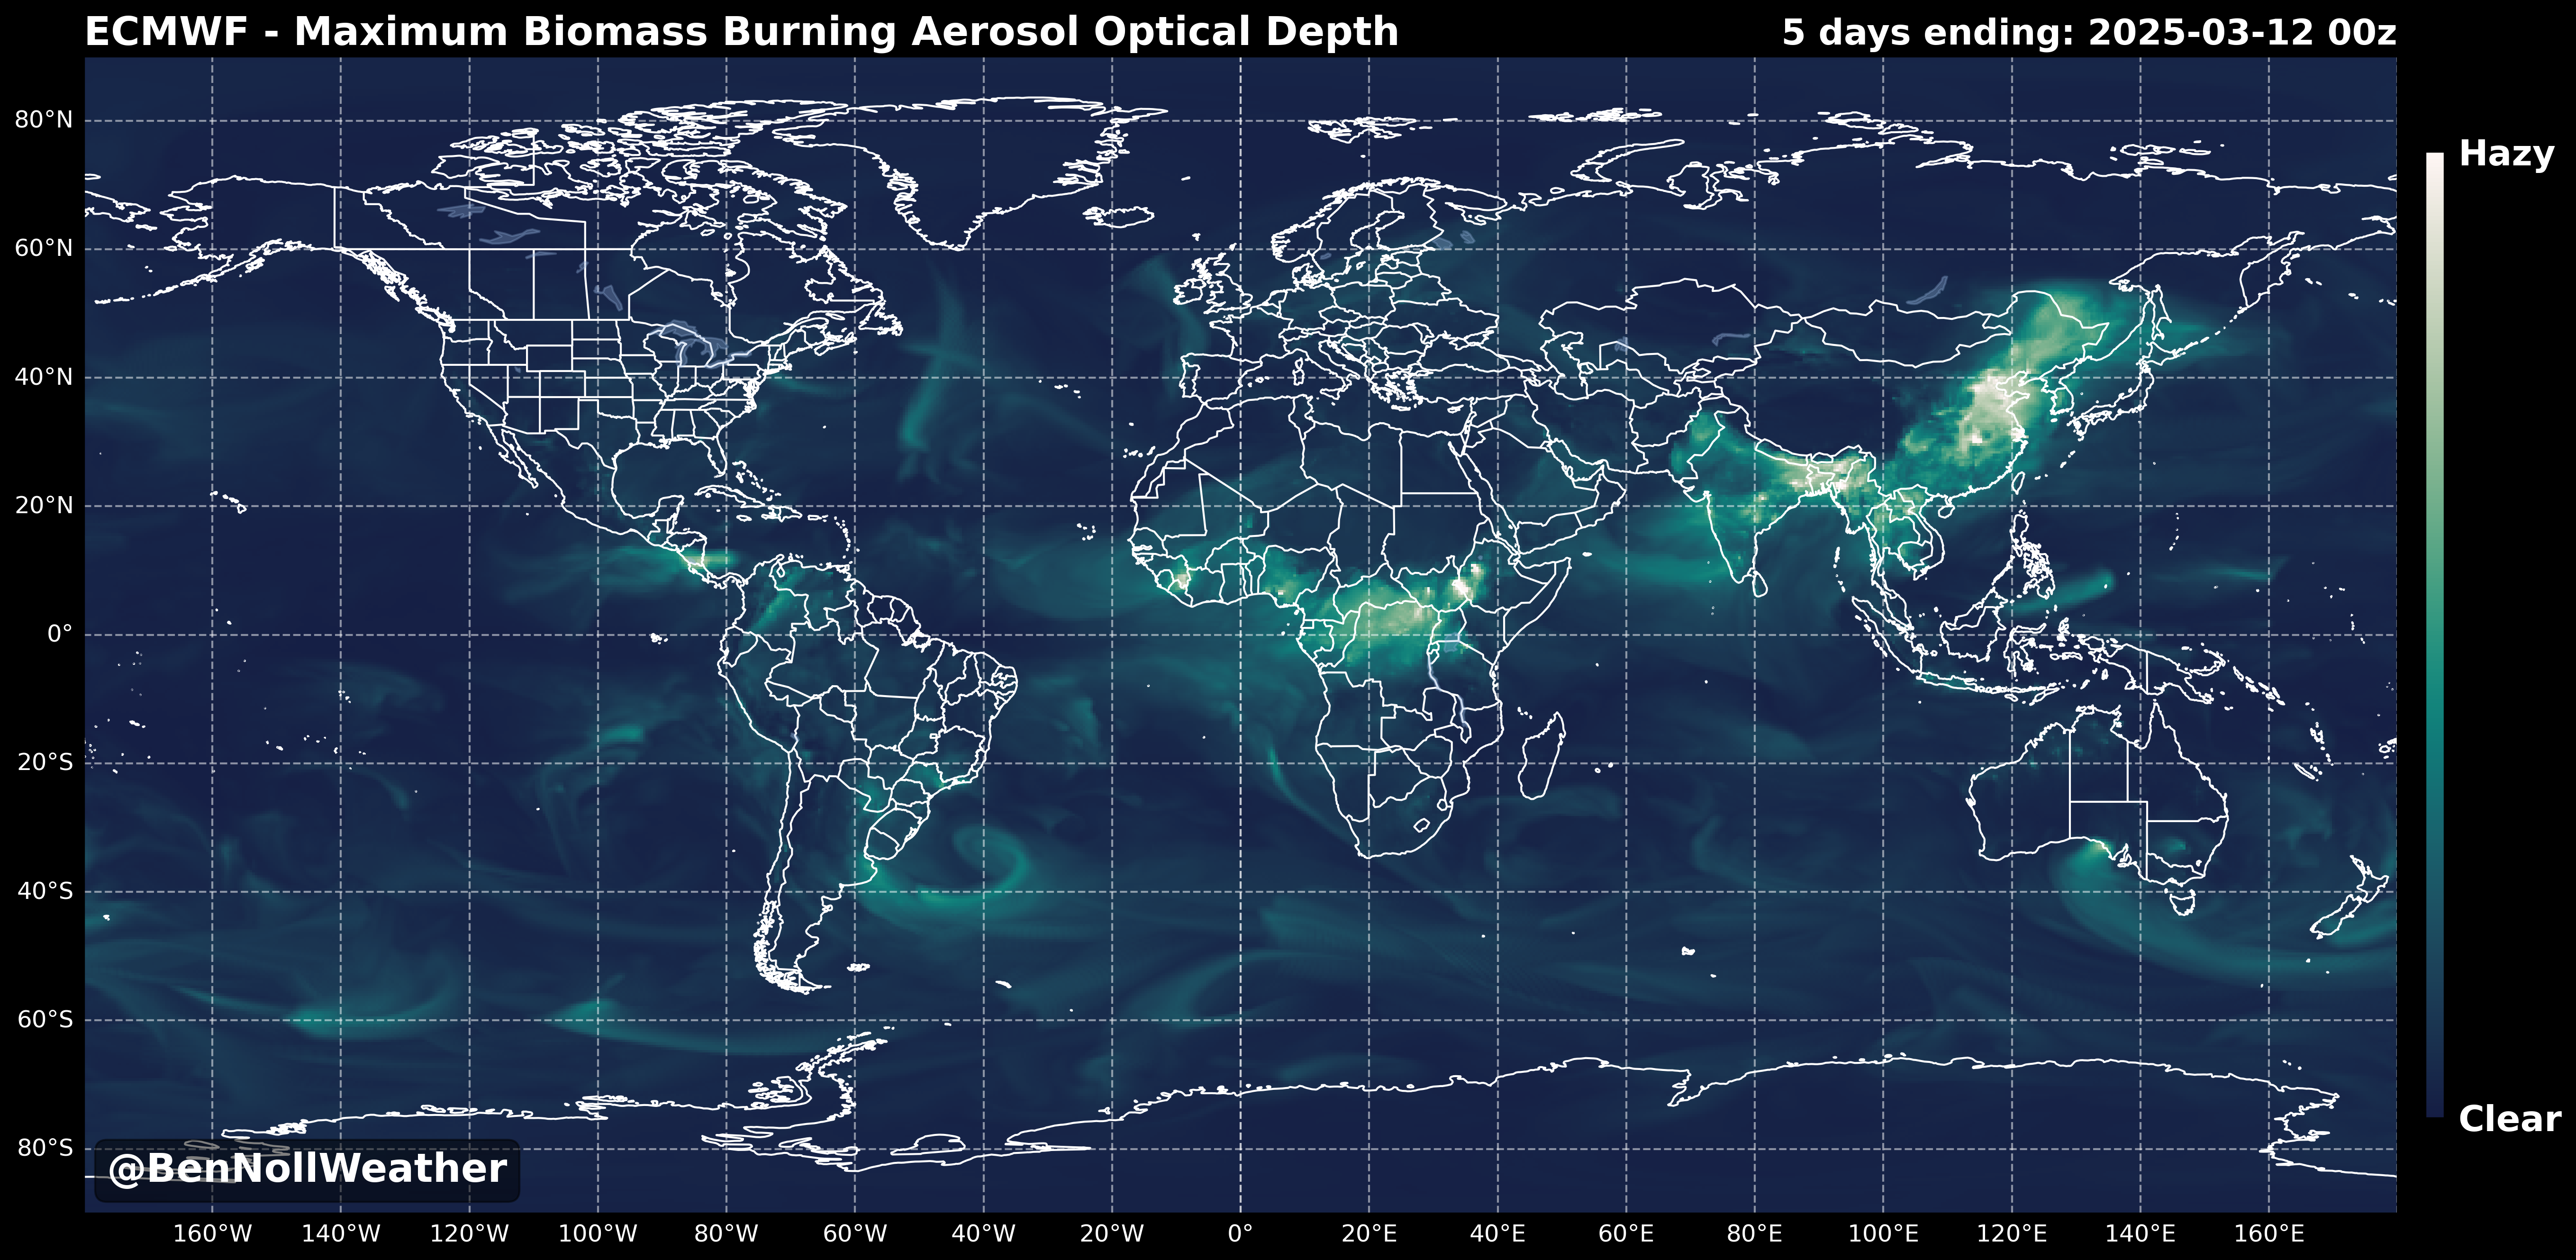 ECMWF - Maximum Biomass Burning Aerosol Optical Depth
5 days ending: 2025-03-12 00z
Hazy
80°N
60°N
40°N
20°N
0°
20°S
40°S
60°S
80°S
Clear
@BenNollWeather
160°W 140°W 120°W 100°W 80°W 60°W 40°W 20°W 0° 20°E 40°E 60°E 80°E 100°E 120°E 140°E 160°E